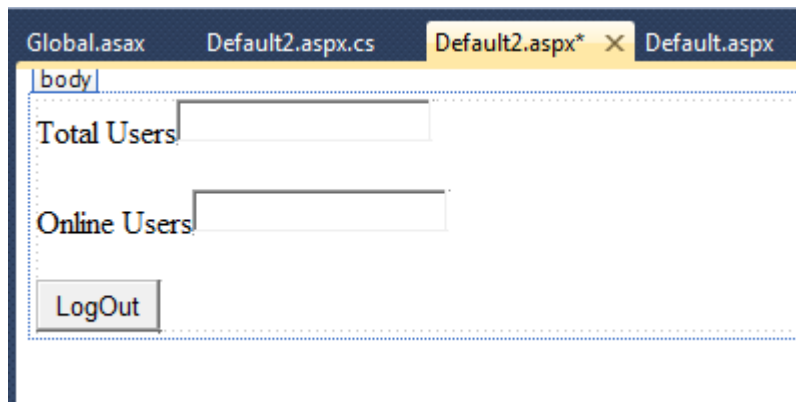 Global.asax Default2.aspx.cs Default2.aspx* Default.aspx
body
Total Users
Online Users
LogOut